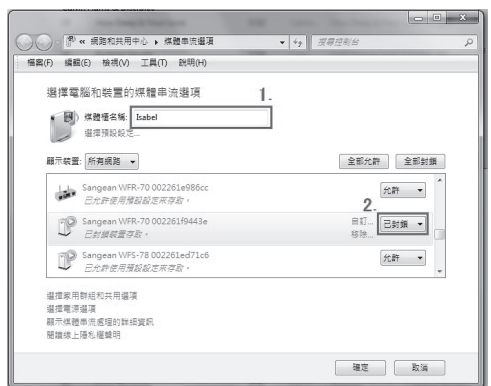 « 網路和共用中心 ▸ 媒體串流選項
搜尋控制台
檔案(F) 編輯(E) 檢視(V) 工具(T) 說明(H)
選擇電腦和裝置的媒體串流選項
1.
媒體櫃名稱: Isabel
選擇預設設定...
顯示裝置: 所有網路 全部允許 全部封鎖
Sangean WFR-70 002261e986cc 允許
已允許使用預設設定來存取。
2.
Sangean WFR-70 002261f9443e 自訂... 已封鎖
已封鎖裝置存取。 移除...
Sangean WFS-78 002261ed71c6 允許
已允許使用預設設定來存取。
選擇家用群組和共用選項
選擇電源選項
顯示媒體串流處理的詳細資訊
閱讀線上隱私權聲明
確定 取消